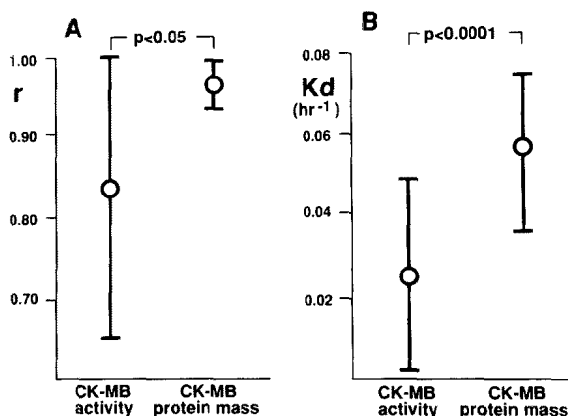 A
p<0.05
1.00
r
0.90
0.80
0.70
CK-MB activity
CK-MB protein mass
B
p<0.0001
0.08
Kd
(hr⁻¹)
0.06
0.04
0.02
CK-MB activity
CK-MB protein mass